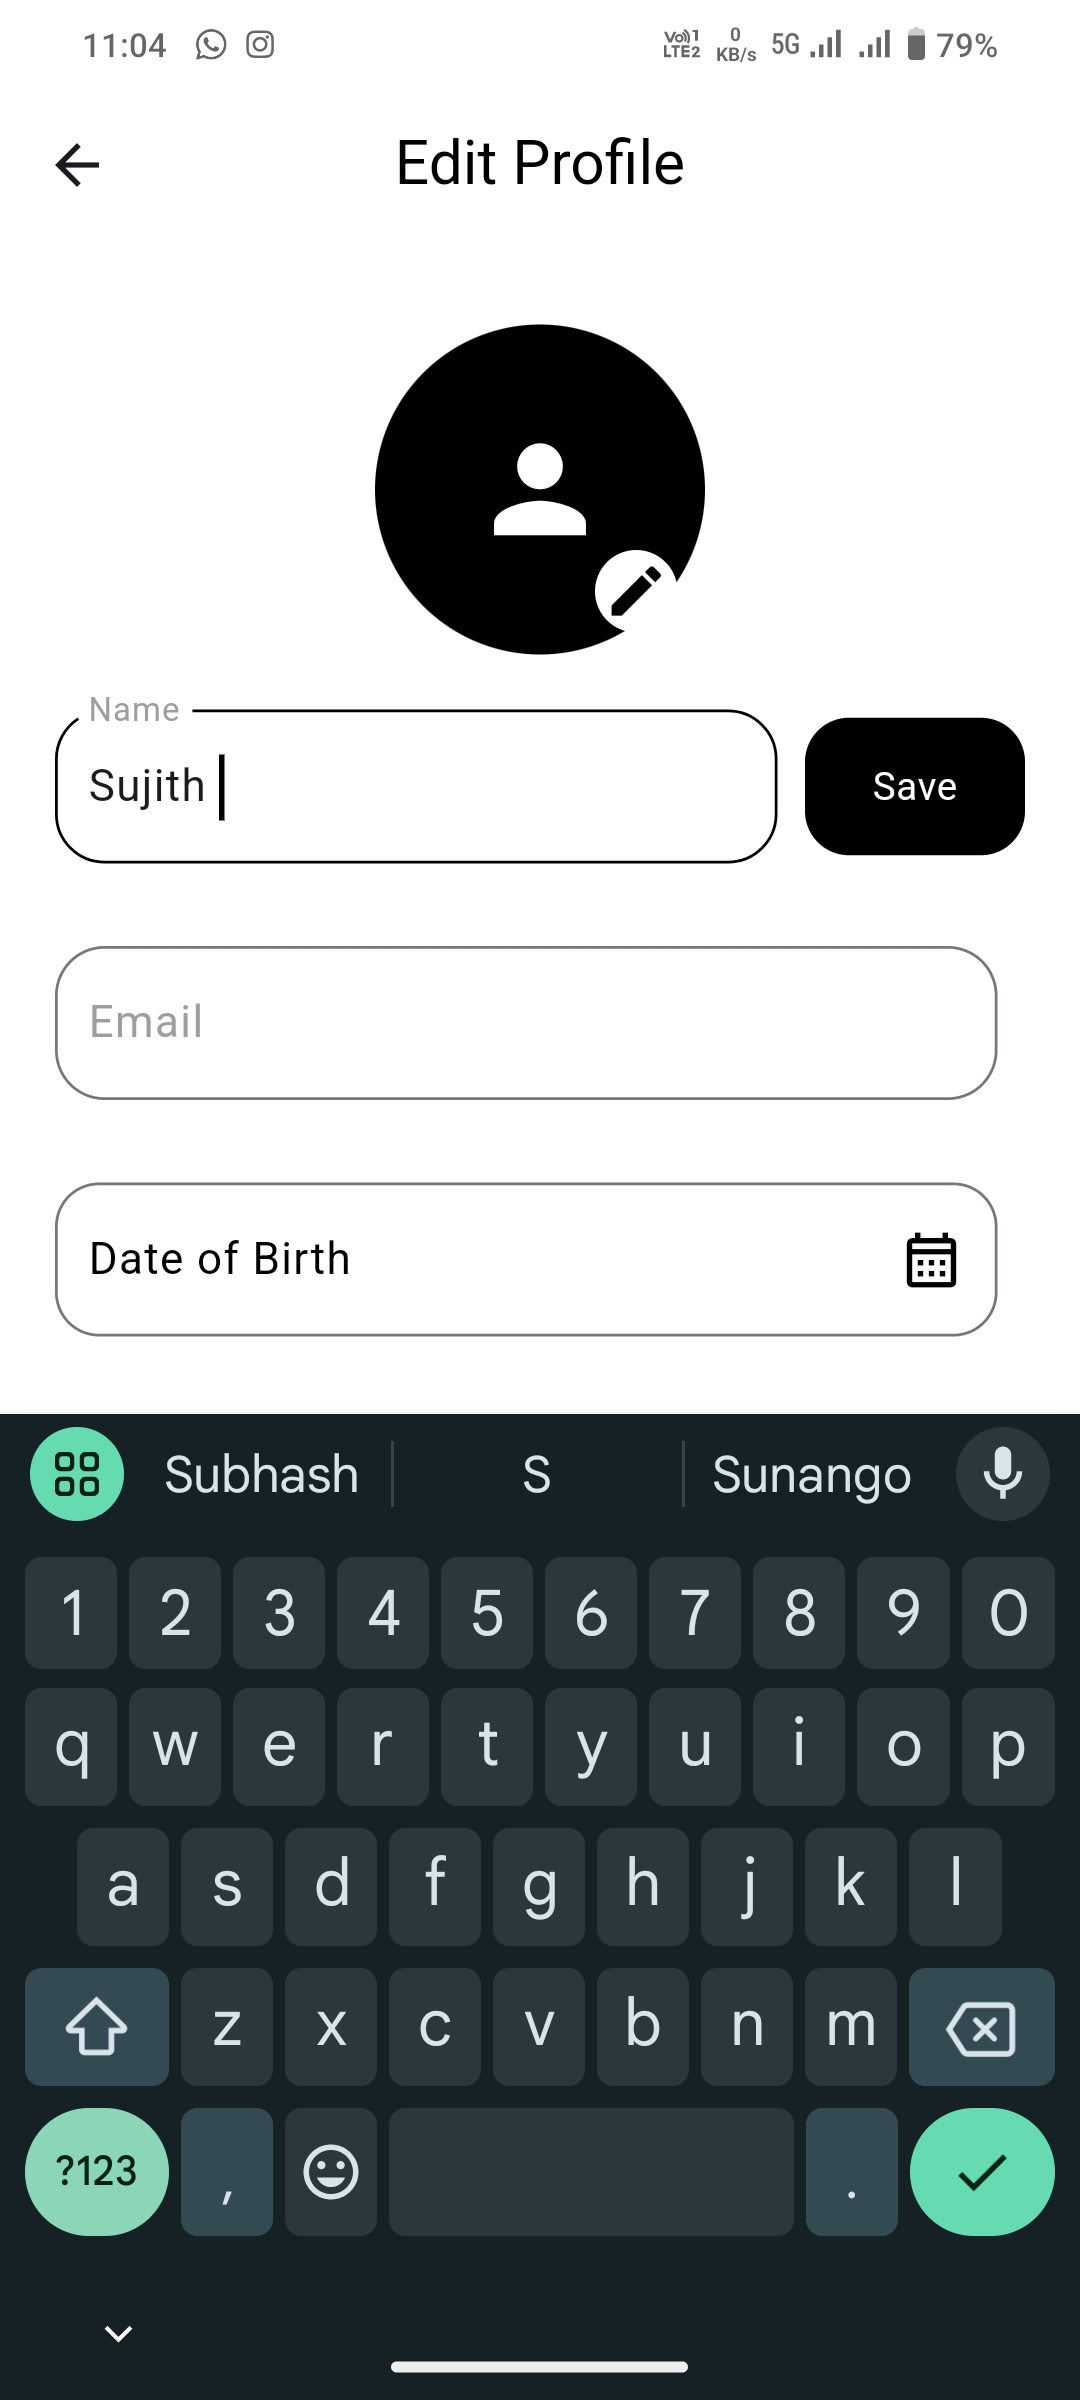 11:04 Vo)) 1 LTE2 0 KB/s 5G 79%
Edit Profile
Name
Sujith
Save
Email
Date of Birth
Subhash S Sunango
1 2 3 4 5 6 7 8 9 0
q w e r t y u i o p
a s d f g h j k l
z x c v b n m
?123 , .